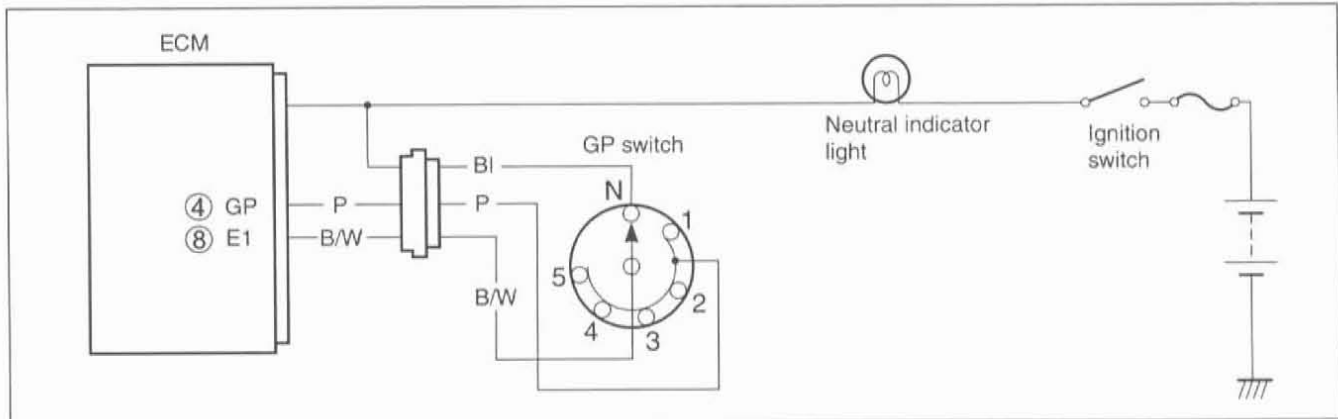 ECM
Neutral indicator
light
Ignition
switch
GP switch
Bl
N
1
④ GP
P
P
⑧ E1
B/W
5
2
B/W
4
3